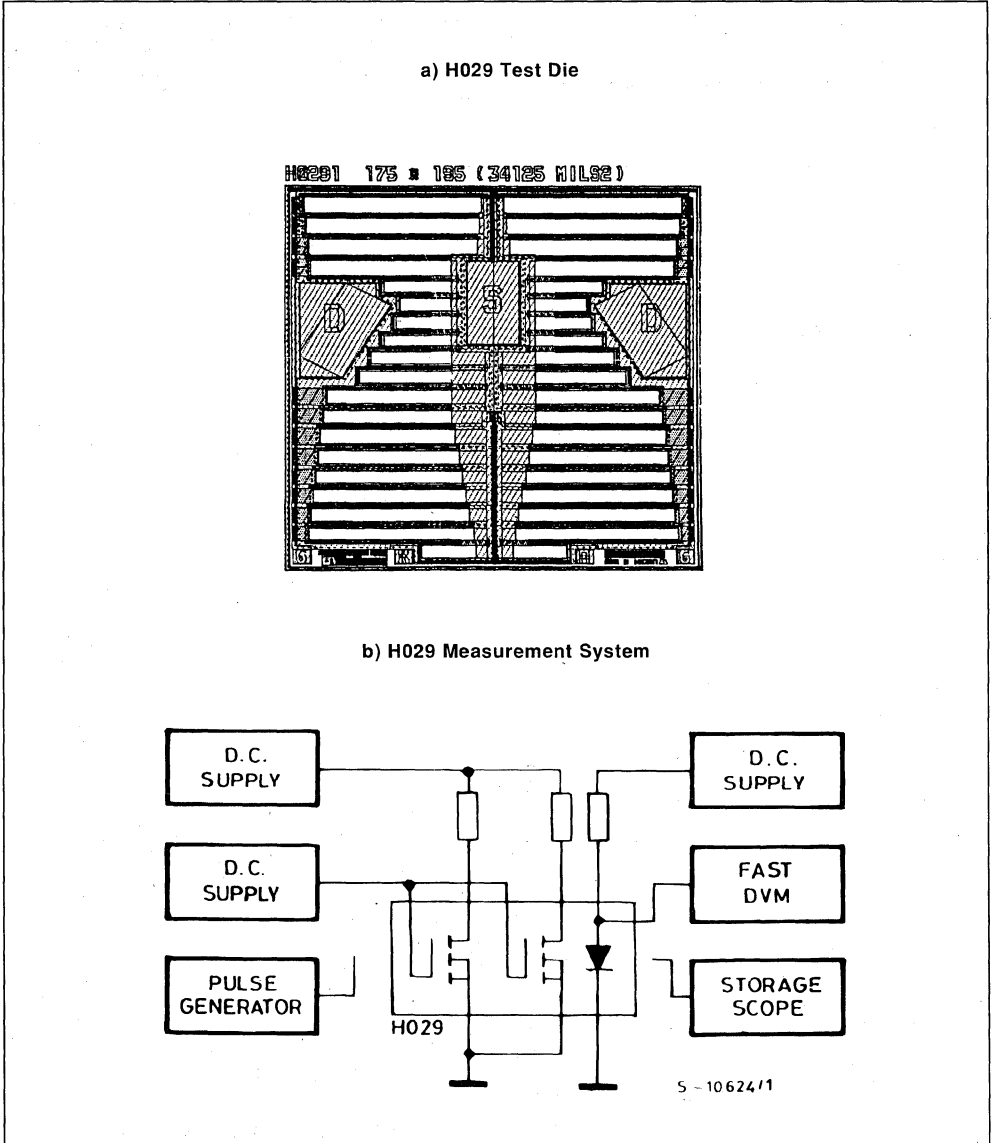 a) H029 Test Die
H0291 175 * 195 (34125 MILS2)
D
S
D
G
K
A
G
b) H029 Measurement System
D.C.
SUPPLY
D.C.
SUPPLY
D.C.
SUPPLY
FAST
DVM
PULSE
GENERATOR
STORAGE
SCOPE
H029
S-10624/1